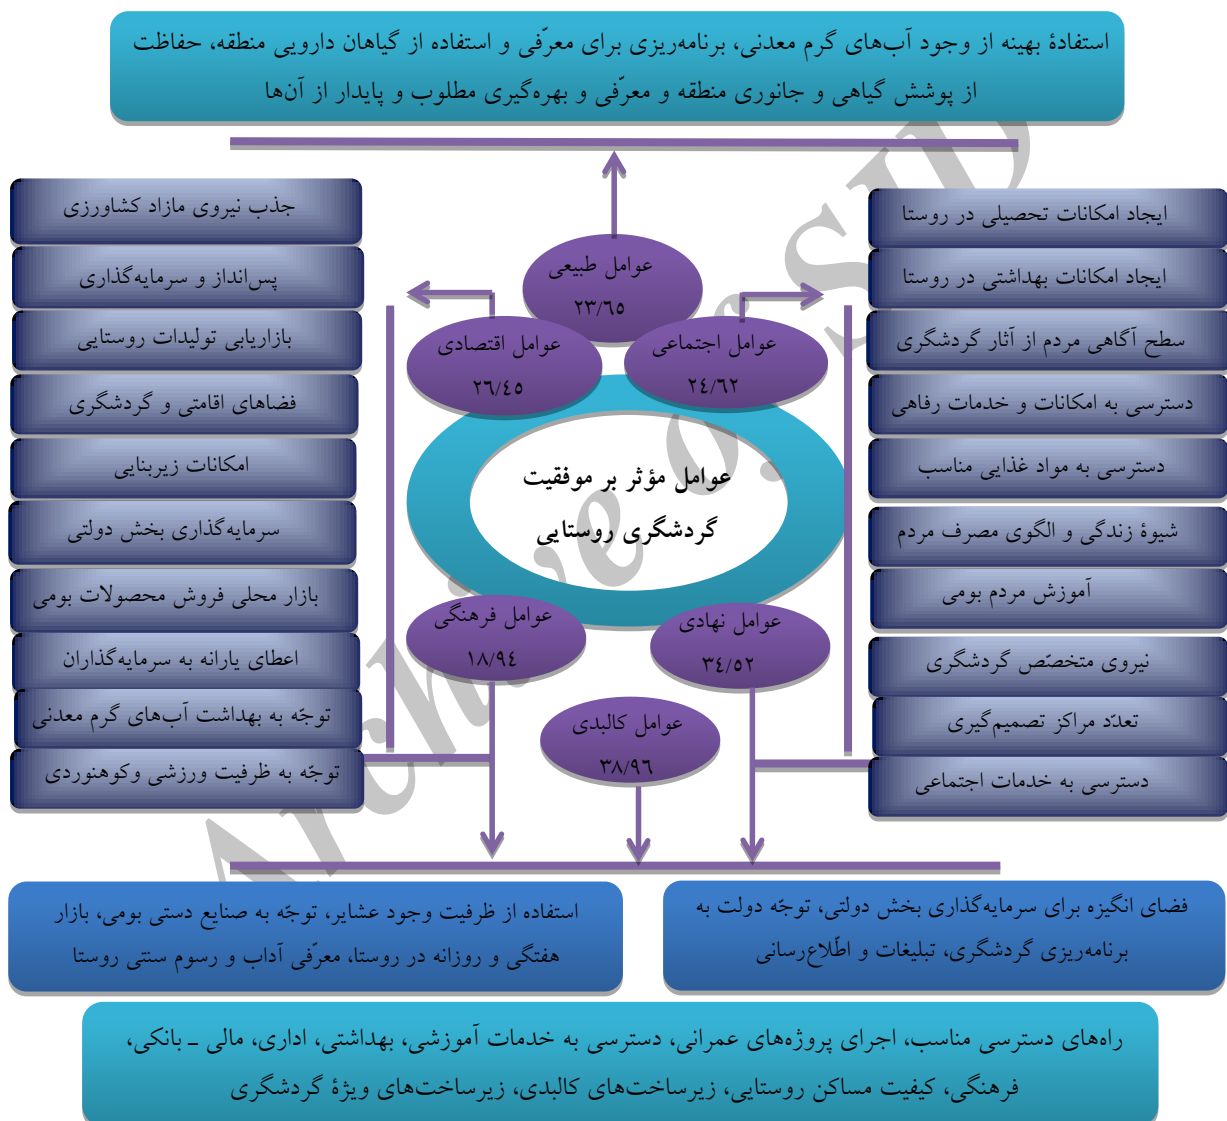 استفادهٔ بهینه از وجود آب‌های گرم معدنی، برنامه‌ریزی برای معرّفی و استفاده از گیاهان دارویی منطقه، حفاظت
از پوشش گیاهی و جانوری منطقه و معرّفی و بهره‌گیری مطلوب و پایدار از آن‌ها
ایجاد امکانات تحصیلی در روستا
ایجاد امکانات بهداشتی در روستا
سطح آگاهی مردم از آثار گردشگری
دسترسی به امکانات و خدمات رفاهی
دسترسی به مواد غذایی مناسب
شیوهٔ زندگی و الگوی مصرف مردم
آموزش مردم بومی
نیروی متخصّص گردشگری
تعدّد مراکز تصمیم‌گیری
دسترسی به خدمات اجتماعی
عوامل طبیعی
۲۳/۶۵
عوامل اجتماعی
۲۴/۶۲
عوامل اقتصادی
۲۶/۴۵
عوامل مؤثر بر موفقیت
گردشگری روستایی
عوامل نهادی
۳۴/۵۲
عوامل فرهنگی
۱۸/۹۴
عوامل کالبدی
۳۸/۹۶
جذب نیروی مازاد کشاورزی
پس‌انداز و سرمایه‌گذاری
بازاریابی تولیدات روستایی
فضاهای اقامتی و گردشگری
امکانات زیربنایی
سرمایه‌گذاری بخش دولتی
بازار محلی فروش محصولات بومی
اعطای یارانه به سرمایه‌گذاران
توجّه به بهداشت آب‌های گرم معدنی
توجّه به ظرفیت ورزشی وکوهنوردی
فضای انگیزه برای سرمایه‌گذاری بخش دولتی، توجّه دولت به
برنامه‌ریزی گردشگری، تبلیغات و اطّلاع‌رسانی
استفاده از ظرفیت وجود عشایر، توجّه به صنایع دستی بومی، بازار
هفتگی و روزانه در روستا، معرّفی آداب و رسوم سنتی روستا
راه‌های دسترسی مناسب، اجرای پروژه‌های عمرانی، دسترسی به خدمات آموزشی، بهداشتی، اداری، مالی ـ بانکی،
فرهنگی، کیفیت مساکن روستایی، زیرساخت‌های کالبدی، زیرساخت‌های ویژهٔ گردشگری
Archive of SID